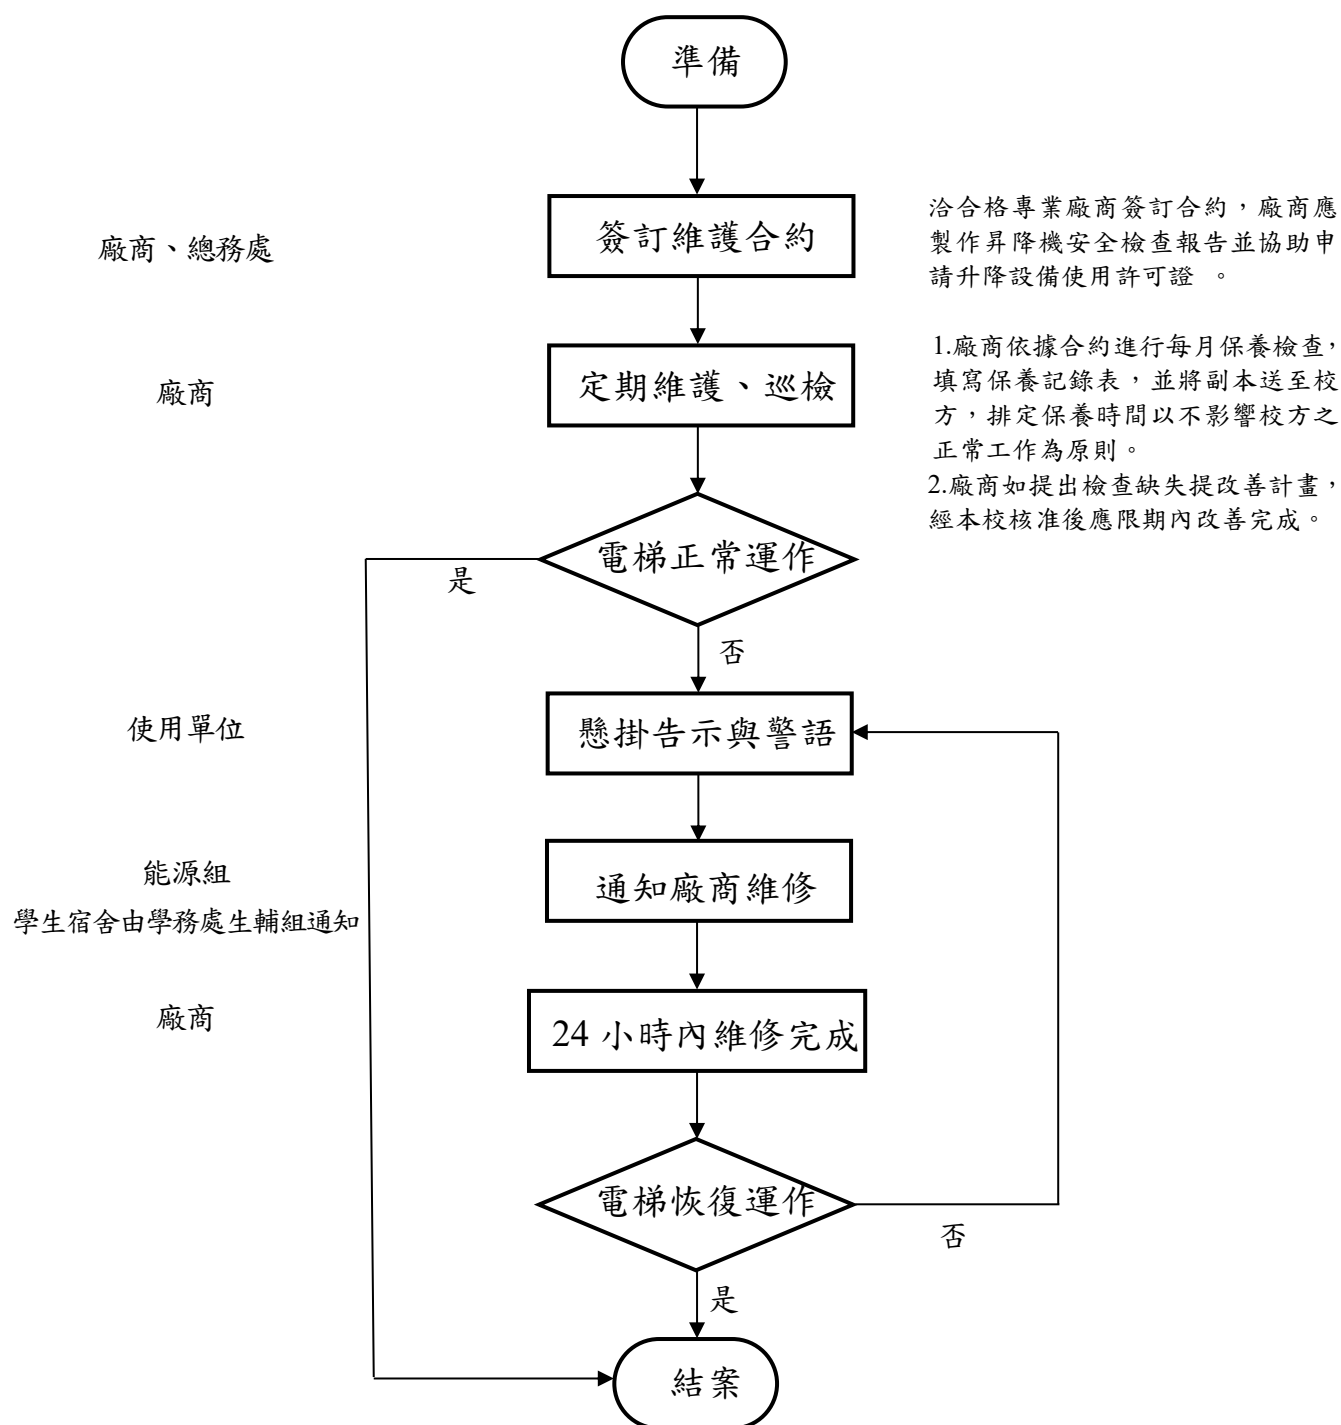 準備
廠商、總務處
簽訂維護合約
洽合格專業廠商簽訂合約，廠商應
製作昇降機安全檢查報告並協助申
請升降設備使用許可證 。
廠商
定期維護、巡檢
1.廠商依據合約進行每月保養檢查，
填寫保養記錄表，並將副本送至校
方，排定保養時間以不影響校方之
正常工作為原則。
2.廠商如提出檢查缺失提改善計畫，
經本校核准後應限期內改善完成。
電梯正常運作
是
否
使用單位
懸掛告示與警語
能源組
學生宿舍由學務處生輔組通知
通知廠商維修
廠商
24 小時內維修完成
電梯恢復運作
否
是
結案